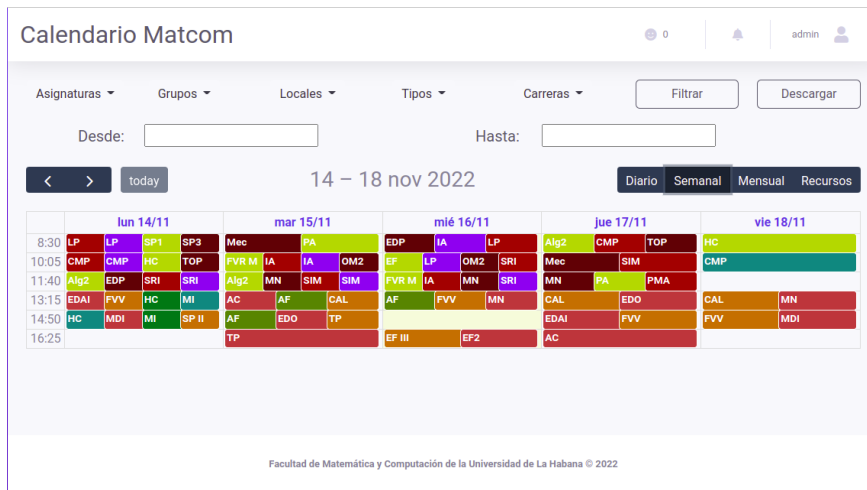 Calendario Matcom 0 admin
Asignaturas Grupos Locales Tipos Carreras Filtrar Descargar
Desde: Hasta:
today 14 – 18 nov 2022 Diario Semanal Mensual Recursos
lun 14/11 mar 15/11 mié 16/11 jue 17/11 vie 18/11
8:30 LP LP SP1 SP3 Mec PA EDP IA LP Alg2 CMP TOP HC
10:05 CMP CMP HC TOP FVR M IA IA OM2 EF LP OM2 SRI Mec SIM CMP
11:40 Alg2 EDP SRI SRI Alg2 MN SIM SIM FVR M IA MN SRI MN PA PMA
13:15 EDAI FVV HC MI AC AF CAL AF FVV MN CAL EDO CAL MN
14:50 HC MDI MI SP II AF EDO TP EDAI FVV FVV MDI
16:25 TP EF III EF2 AC
Facultad de Matemática y Computación de la Universidad de La Habana © 2022